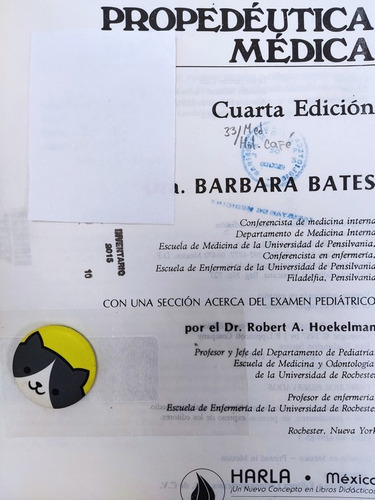 PROPEDÉUTICA
MÉDICA
Cuarta Edición
33/Med
Hol. Café
a. BARBARA BATES
INVENTARIO
2015
10
Conferencista de medicina interna
Departamento de Medicina Interna
Escuela de Medicina de la Universidad de Pensilvania,
Conferencista en enfermería,
Escuela de Enfermería de la Universidad de Pensilvania,
Filadelfia, Pensilvania
CON UNA SECCIÓN ACERCA DEL EXAMEN PEDIÁTRICO
por el Dr. Robert A. Hoekelman
Profesor y Jefe del Departamento de Pediatría
Escuela de Medicina y Odontología
de la Universidad de Rochester
Profesor de enfermería
Escuela de Enfermería de la Universidad de Rochester
Rochester, Nueva York
HARLA • México
¡Un Nuevo Concepto en Libros Didácticos!